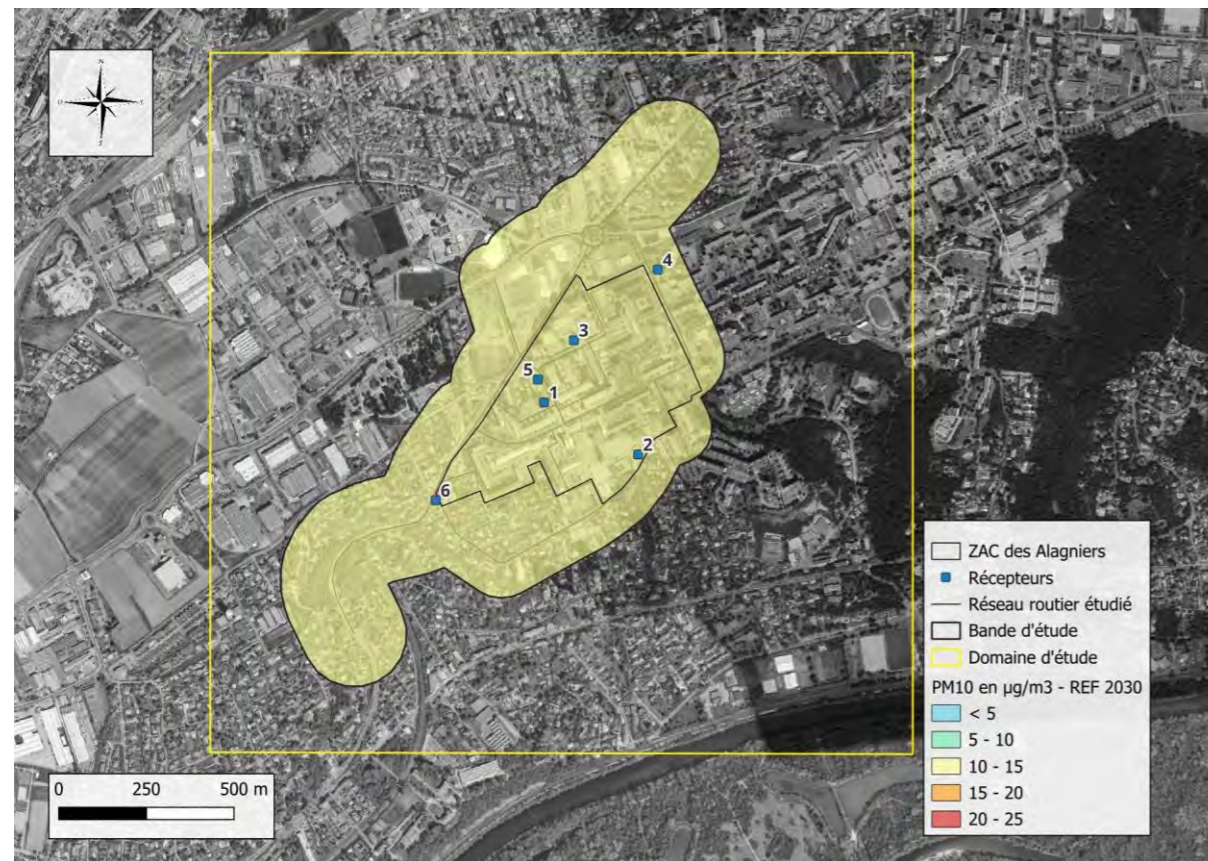 N
O
E
S
4
3
5
1
2
6
ZAC des Alagniers
Récepteurs
Réseau routier étudié
Bande d'étude
Domaine d'étude
PM10 en µg/m3 - REF 2030
< 5
5 - 10
10 - 15
15 - 20
20 - 25
0 250 500 m